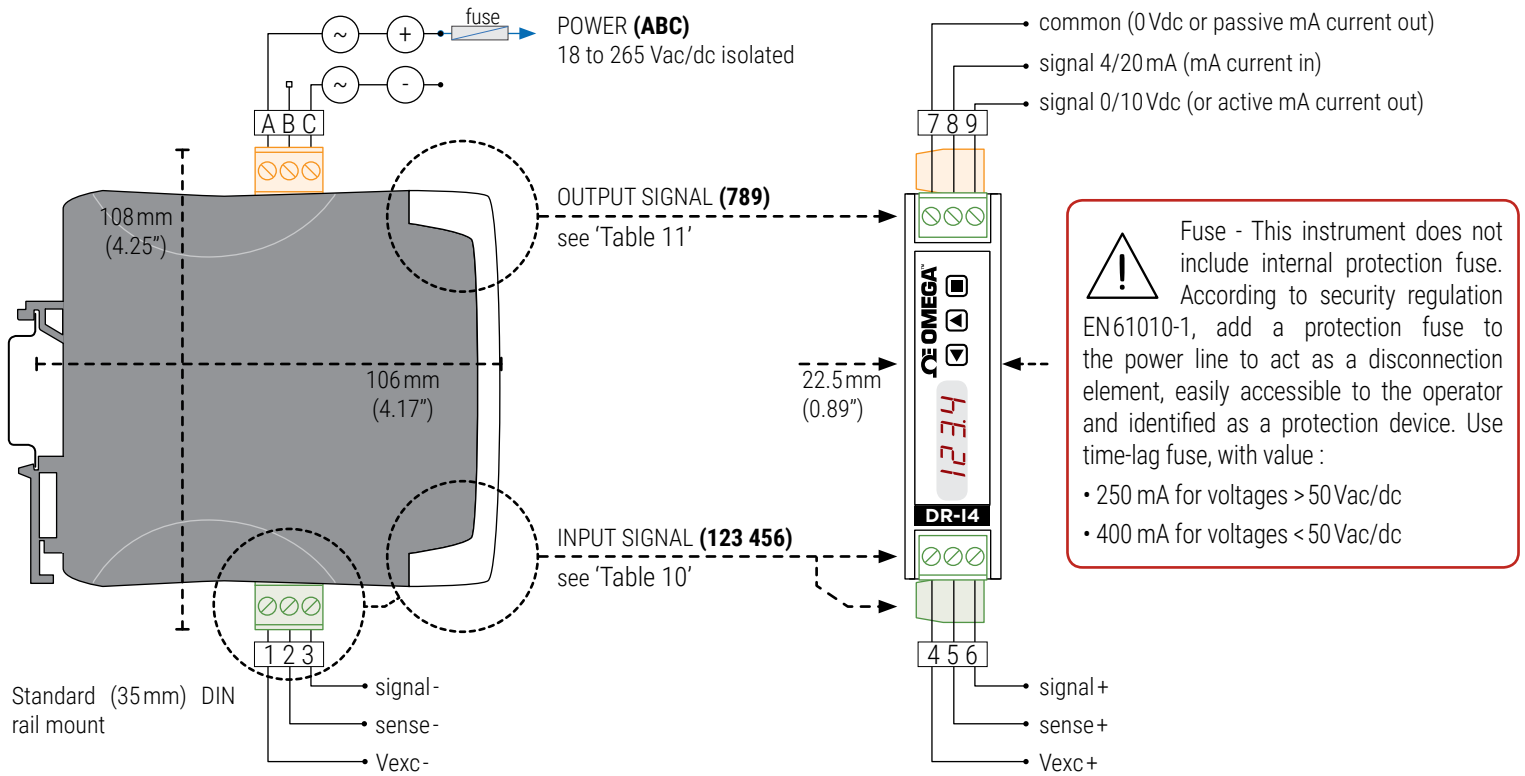 fuse
~ +
POWER (ABC)
18 to 265 Vac/dc isolated
~ -
A B C
common (0 Vdc or passive mA current out)
signal 4/20 mA (mA current in)
signal 0/10 Vdc (or active mA current out)
7 8 9
108 mm
(4.25”)
OUTPUT SIGNAL (789)
see ‘Table 11’
106 mm
(4.17”)
22.5 mm
(0.89”)
Ω OMEGA™
1234
DR-I4
INPUT SIGNAL (123 456)
see ‘Table 10’
!
Fuse - This instrument does not
include internal protection fuse.
According to security regulation
EN61010-1, add a protection fuse to
the power line to act as a disconnection
element, easily accessible to the operator
and identified as a protection device. Use
time-lag fuse, with value :
• 250 mA for voltages > 50 Vac/dc
• 400 mA for voltages < 50 Vac/dc
1 2 3
signal -
sense -
Vexc -
Standard (35 mm) DIN
rail mount
4 5 6
signal +
sense +
Vexc +